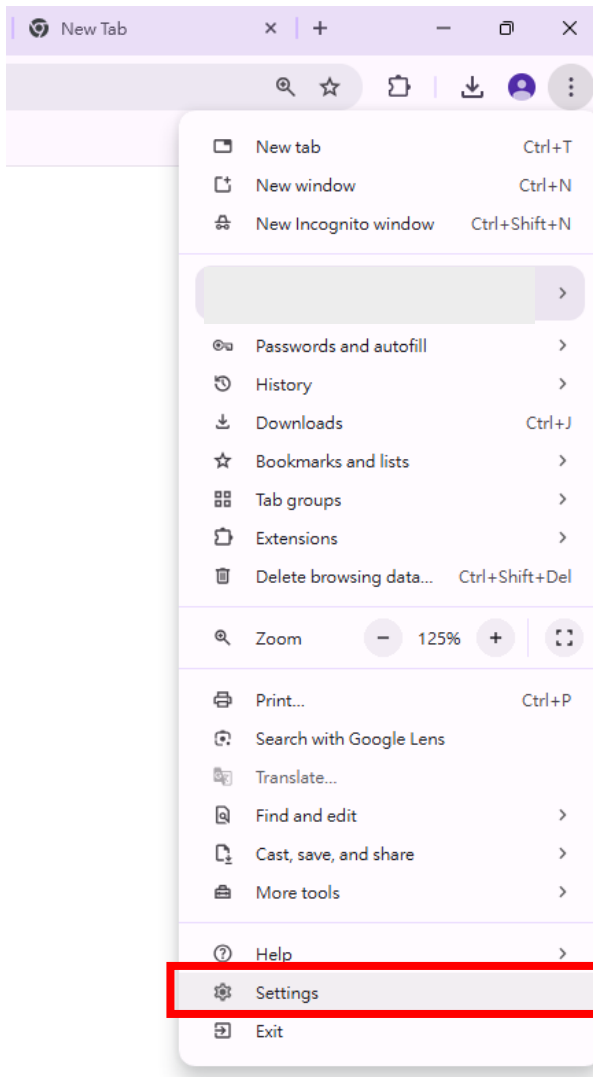 New Tab
New tab Ctrl+T
New window Ctrl+N
New Incognito window Ctrl+Shift+N
Passwords and autofill
History
Downloads Ctrl+J
Bookmarks and lists
Tab groups
Extensions
Delete browsing data... Ctrl+Shift+Del
Zoom − 125% +
Print... Ctrl+P
Search with Google Lens
Translate...
Find and edit
Cast, save, and share
More tools
Help
Settings
Exit